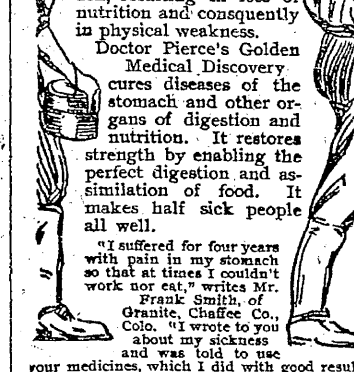 nutrition and consquently
in physical weakness.
Doctor Pierce's Golden
Medical Discovery
cures diseases of the
stomach and other or-
gans of digestion and
nutrition. It restores
strength by enabling the
perfect digestion and as-
similation of food. It
makes half sick people
all well.
"I suffered for four years
with pain in my stomach
so that at times I couldn't
work nor eat," writes Mr.
Frank Smith, of
Granite, Chaffee Co.,
Colo. "I wrote to you
about my sickness
and was told to use
your medicines, which I did with good